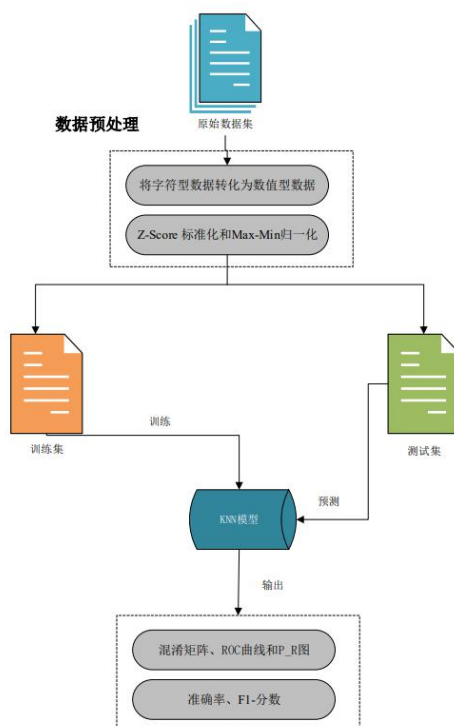 原始数据集
数据预处理
将字符型数据转化为数值型数据
Z-Score 标准化和Max-Min归一化
训练集
训练
测试集
KNN模型
预测
输出
混淆矩阵、ROC曲线和P_R图
准确率、F1-分数